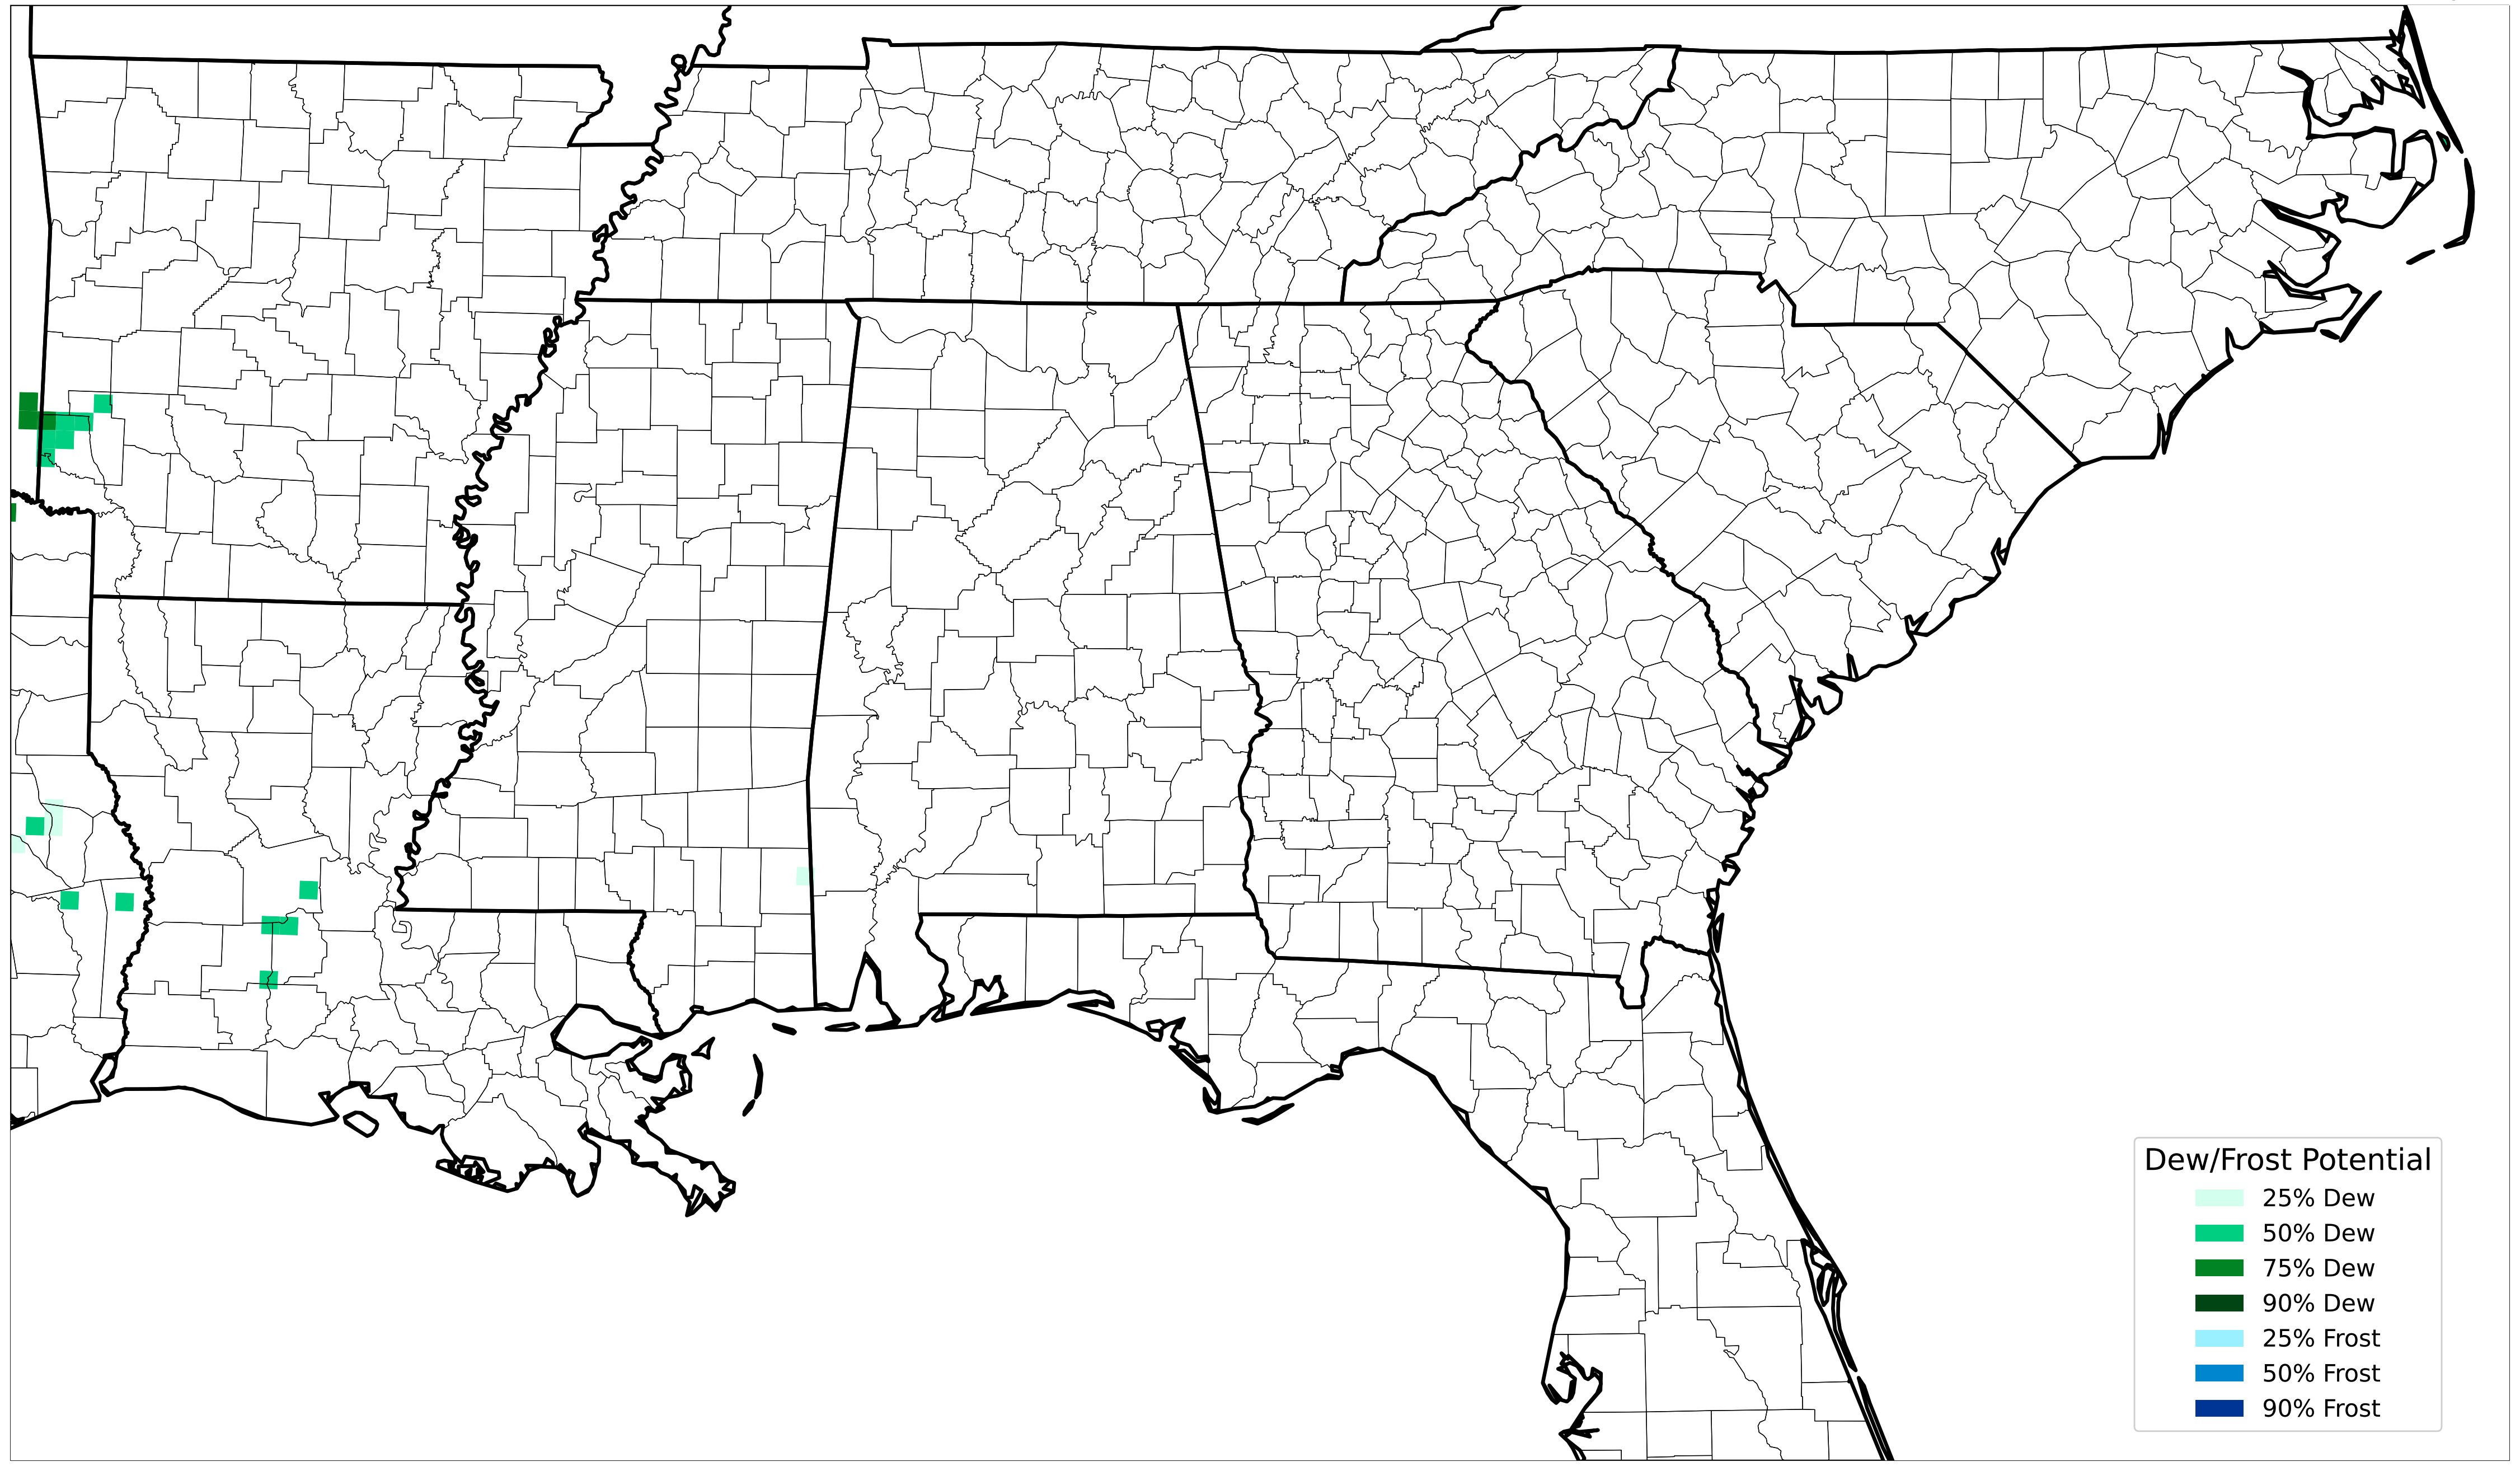 Dew/Frost Potential
25% Dew
50% Dew
75% Dew
90% Dew
25% Frost
50% Frost
90% Frost